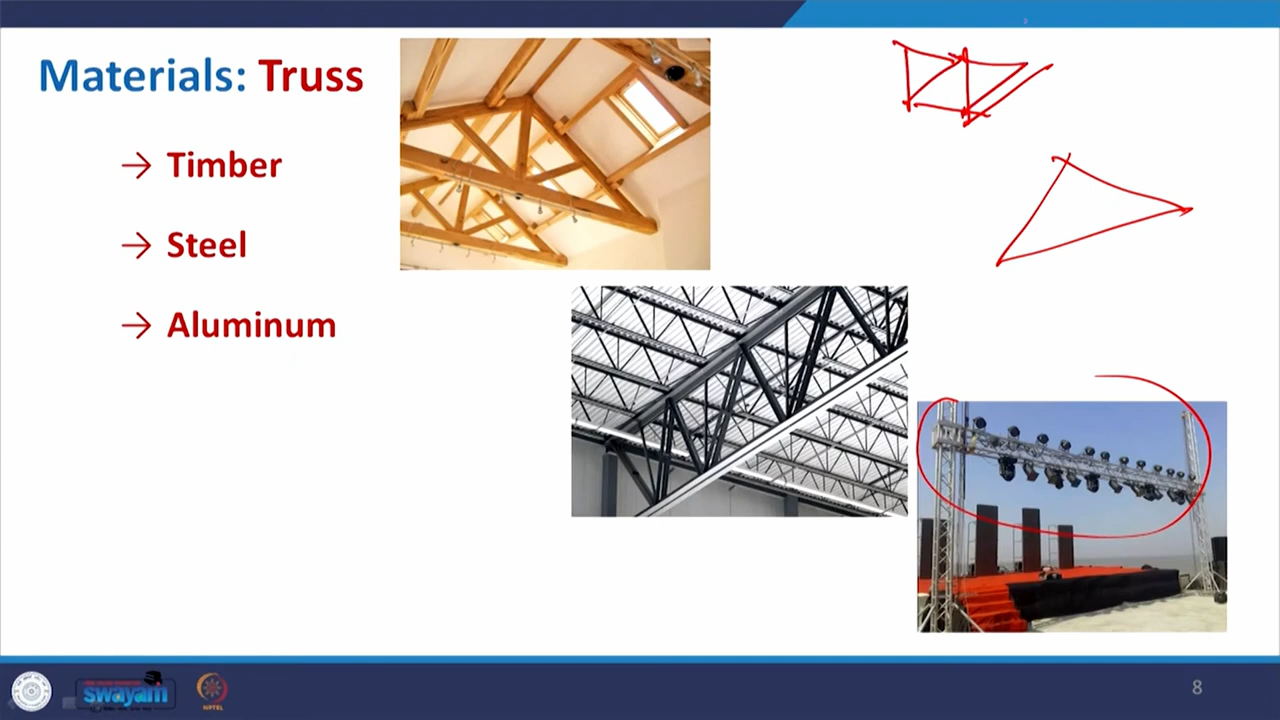 Materials: Truss
→ Timber
→ Steel
→ Aluminum
swayam
NPTEL
8